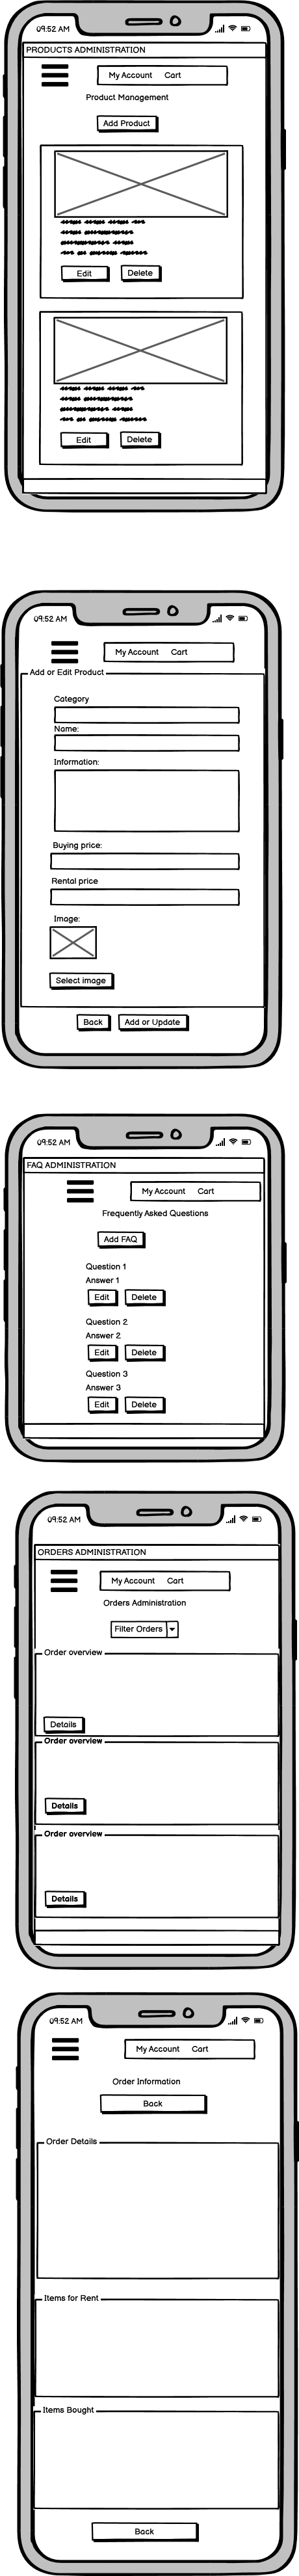 09:52 AM
PRODUCTS ADMINISTRATION
My Account Cart
Product Management
Add Product
Edit Delete
Edit Delete
09:52 AM
My Account Cart
Add or Edit Product
Category
Name:
Information:
Buying price:
Rental price
Image:
Select image
Back Add or Update
09:52 AM
FAQ ADMINISTRATION
My Account Cart
Frequently Asked Questions
Add FAQ
Question 1
Answer 1
Edit Delete
Question 2
Answer 2
Edit Delete
Question 3
Answer 3
Edit Delete
09:52 AM
ORDERS ADMINISTRATION
My Account Cart
Orders Administration
Filter Orders
Order overview
Details
Order overview
Details
Order overview
Details
09:52 AM
My Account Cart
Order Information
Back
Order Details
Items for Rent
Items Bought
Back